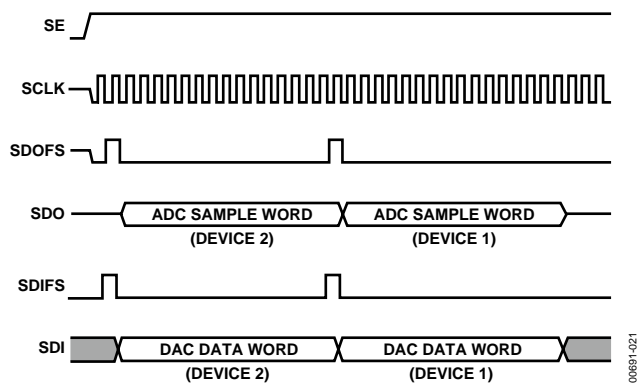 SE
SCLK
SDOFS
SDO
ADC SAMPLE WORD
(DEVICE 2)
ADC SAMPLE WORD
(DEVICE 1)
SDIFS
SDI
DAC DATA WORD
(DEVICE 2)
DAC DATA WORD
(DEVICE 1)
00691-021